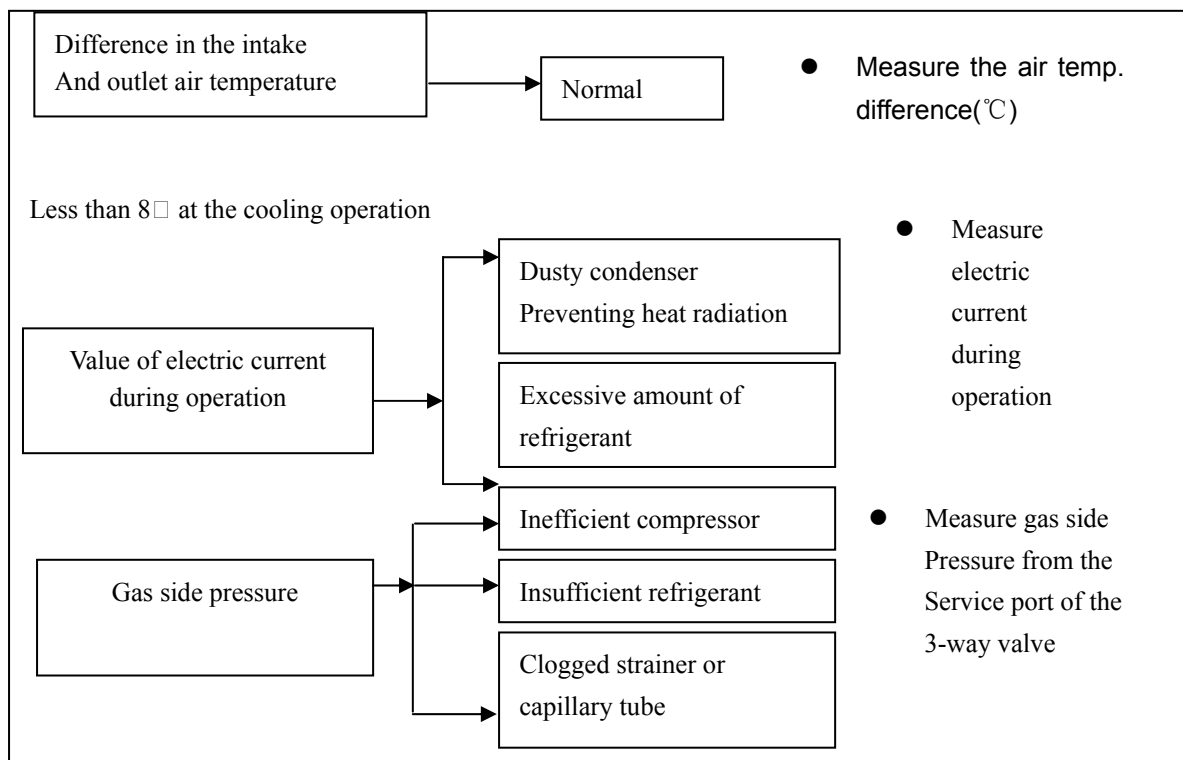 Difference in the intake
And outlet air temperature
Normal
● Measure the air temp.
difference(℃)
Less than 8□ at the cooling operation
Dusty condenser
Preventing heat radiation
● Measure
electric
current
during
operation
Value of electric current
during operation
Excessive amount of
refrigerant
Inefficient compressor
● Measure gas side
Pressure from the
Service port of the
3-way valve
Gas side pressure
Insufficient refrigerant
Clogged strainer or
capillary tube